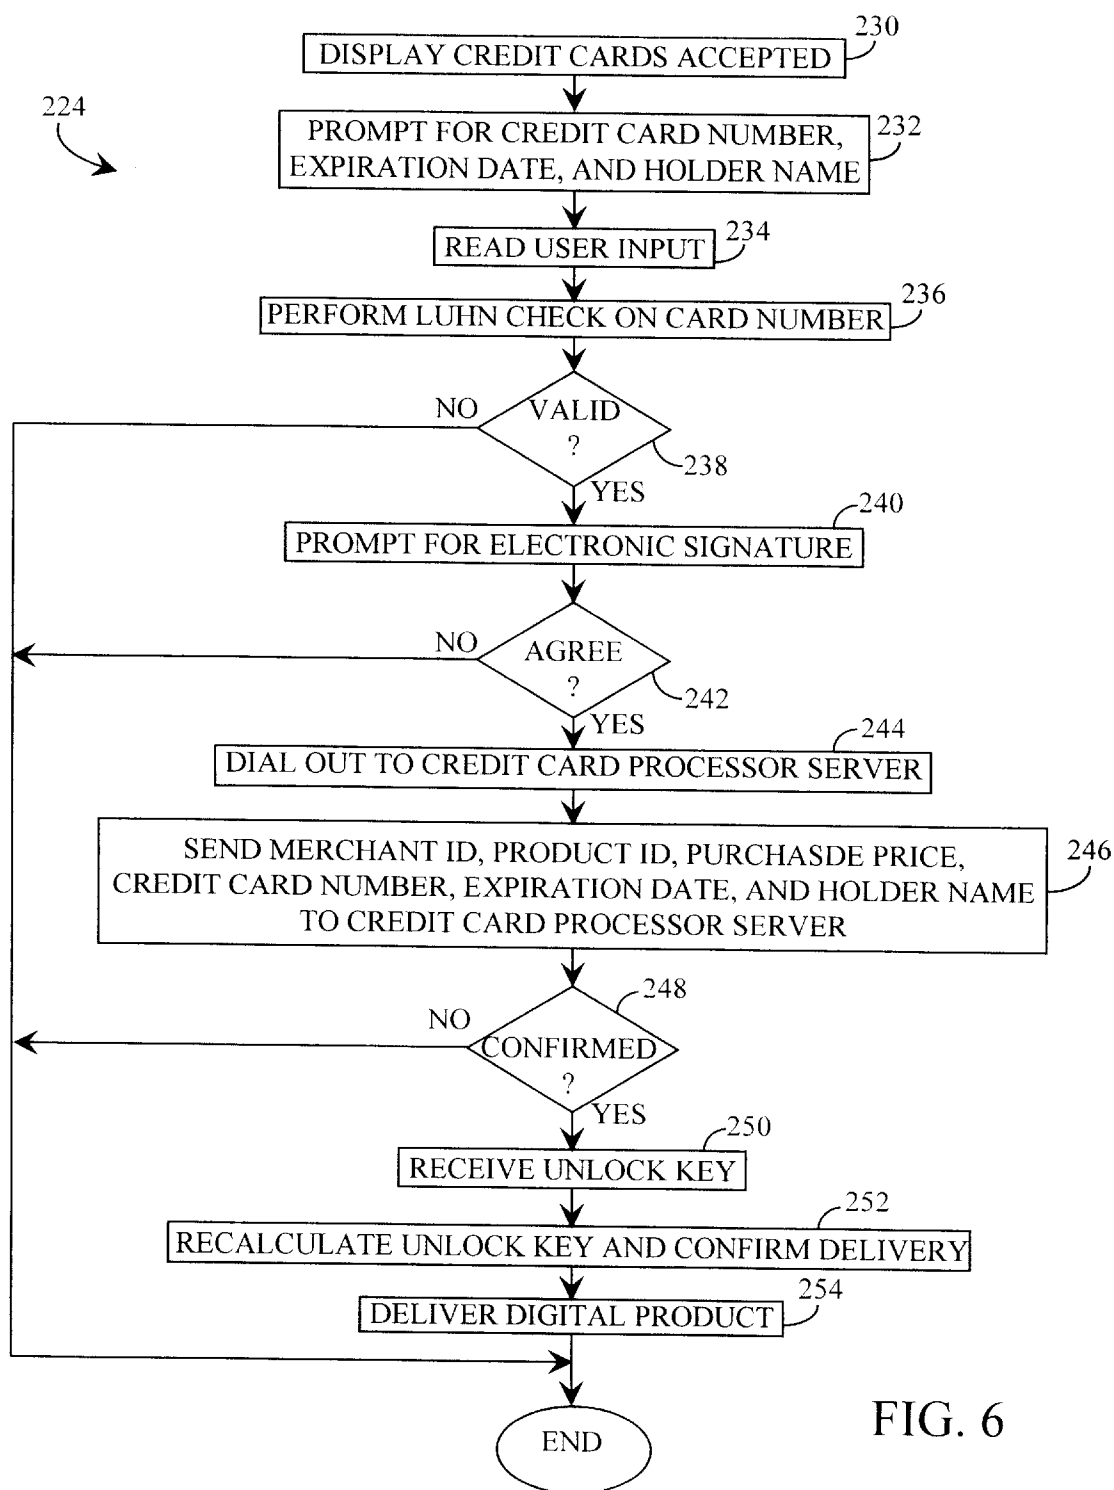 230
DISPLAY CREDIT CARDS ACCEPTED
224
232
PROMPT FOR CREDIT CARD NUMBER,
EXPIRATION DATE, AND HOLDER NAME
234
READ USER INPUT
236
PERFORM LUHN CHECK ON CARD NUMBER
NO
VALID
?
238
YES
240
PROMPT FOR ELECTRONIC SIGNATURE
NO
AGREE
?
242
YES
244
DIAL OUT TO CREDIT CARD PROCESSOR SERVER
SEND MERCHANT ID, PRODUCT ID, PURCHASDE PRICE,
CREDIT CARD NUMBER, EXPIRATION DATE, AND HOLDER NAME
TO CREDIT CARD PROCESSOR SERVER
246
248
NO
CONFIRMED
?
YES
250
RECEIVE UNLOCK KEY
252
RECALCULATE UNLOCK KEY AND CONFIRM DELIVERY
254
DELIVER DIGITAL PRODUCT
END
FIG. 6